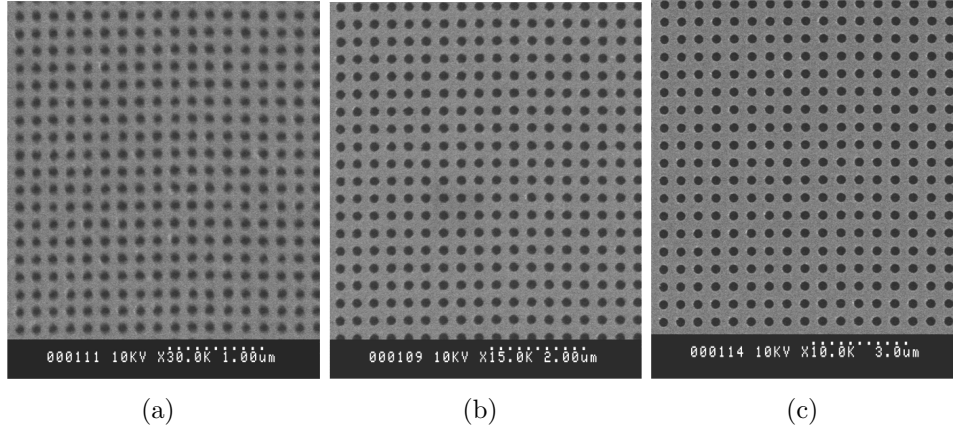 000111 10KV X30.0K 1.00um
000109 10KV X15.0K 2.00um
000114 10KV X10.0K 3.0um
(a)
(b)
(c)